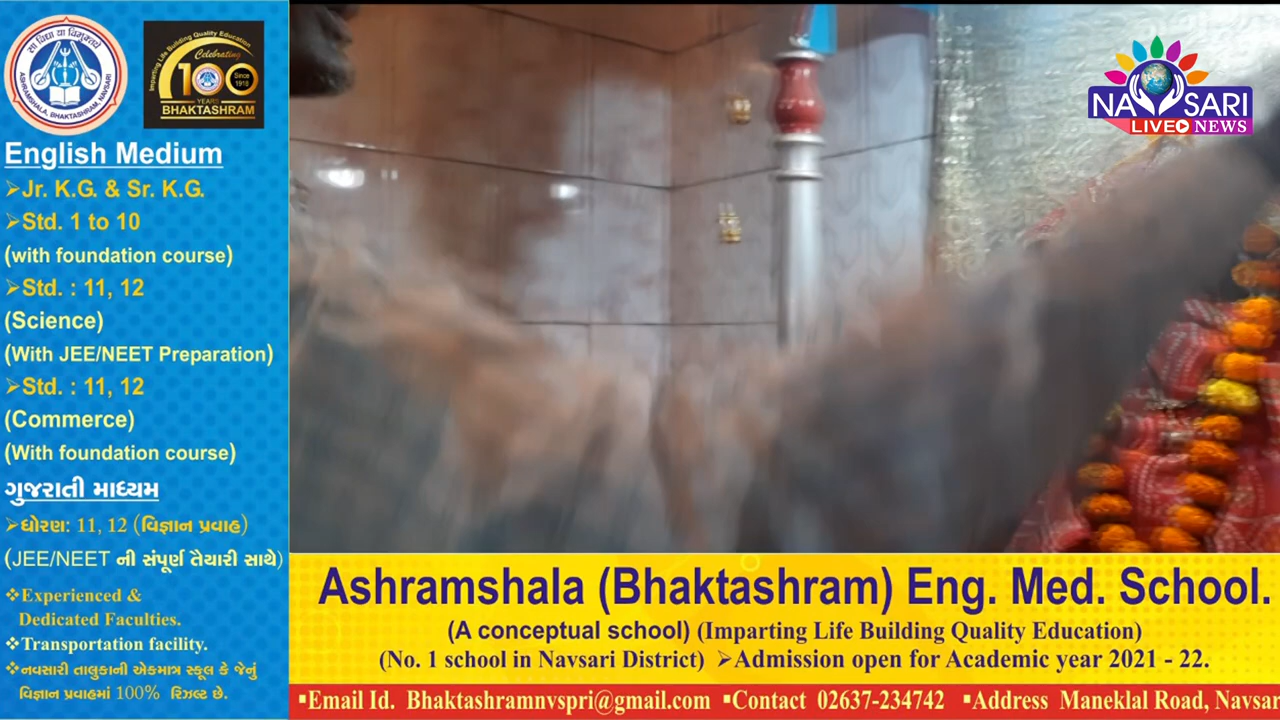 सा विद्या या विमुक्तये
ASHRAMSHALA, BHAKTASHRAM, NAVSARI
Imparting Life Building Quality Education
Celebrating
100
Since
1918
YEARS
BHAKTASHRAM
English Medium
➢Jr. K.G. & Sr. K.G.
➢Std. 1 to 10
(with foundation course)
➢Std. : 11, 12
(Science)
(With JEE/NEET Preparation)
➢Std. : 11, 12
(Commerce)
(With foundation course)
ગુજરાતી માધ્યમ
➢ધોરણ: 11, 12 (વિજ્ઞાન પ્રવાહ)
(JEE/NEET ની સંપૂર્ણ તૈયારી સાથે)
❖Experienced &
Dedicated Faculties.
❖Transportation facility.
❖નવસારી તાલુકાની એકમાત્ર સ્કૂલ કે જેનું
વિજ્ઞાન પ્રવાહમાં 100% રિઝલ્ટ છે.
NAVSARI
LIVE NEWS
Ashramshala (Bhaktashram) Eng. Med. School.
(A conceptual school) (Imparting Life Building Quality Education)
(No. 1 school in Navsari District) ➢Admission open for Academic year 2021 - 22.
▪Email Id. Bhaktashramnvspri@gmail.com ▪Contact 02637-234742 ▪Address Maneklal Road, Navsar